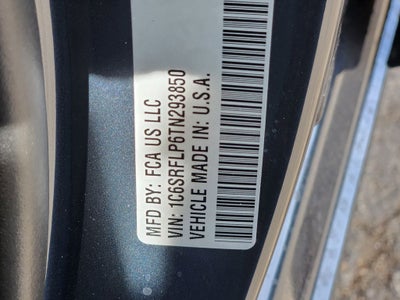 MFD BY: FCA US LLC
VIN: 1C6SRFLP6TN293850
VEHICLE MADE IN: U.S.A.